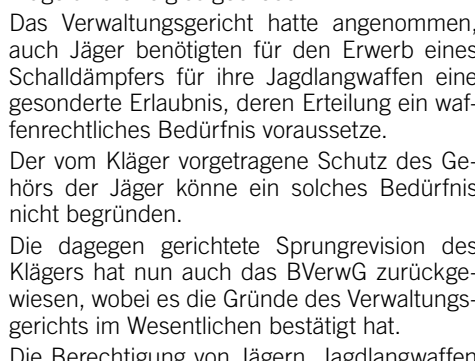 Das Verwaltungsgericht hatte angenommen,
auch Jäger benötigten für den Erwerb eines
Schalldämpfers für ihre Jagdlangwaffen eine
gesonderte Erlaubnis, deren Erteilung ein waf-
fenrechtliches Bedürfnis voraussetze.
Der vom Kläger vorgetragene Schutz des Ge-
hörs der Jäger könne ein solches Bedürfnis
nicht begründen.
Die dagegen gerichtete Sprungrevision des
Klägers hat nun auch das BVerwG zurückge-
wiesen, wobei es die Gründe des Verwaltungs-
gerichts im Wesentlichen bestätigt hat.
Die Berechtigung von Jägern, Jagdlangwaffen